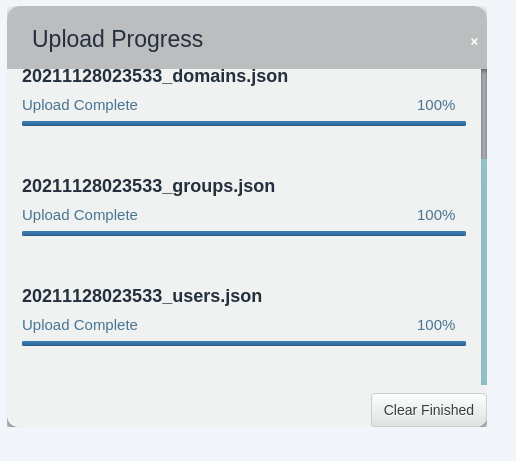 Upload Progress
×
20211128023533_domains.json
Upload Complete 100%
20211128023533_groups.json
Upload Complete 100%
20211128023533_users.json
Upload Complete 100%
Clear Finished